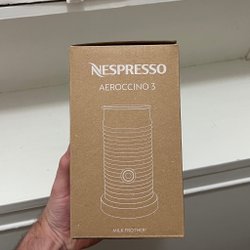 NESPRESSO
AEROCCINO 3
MILK FROTHER